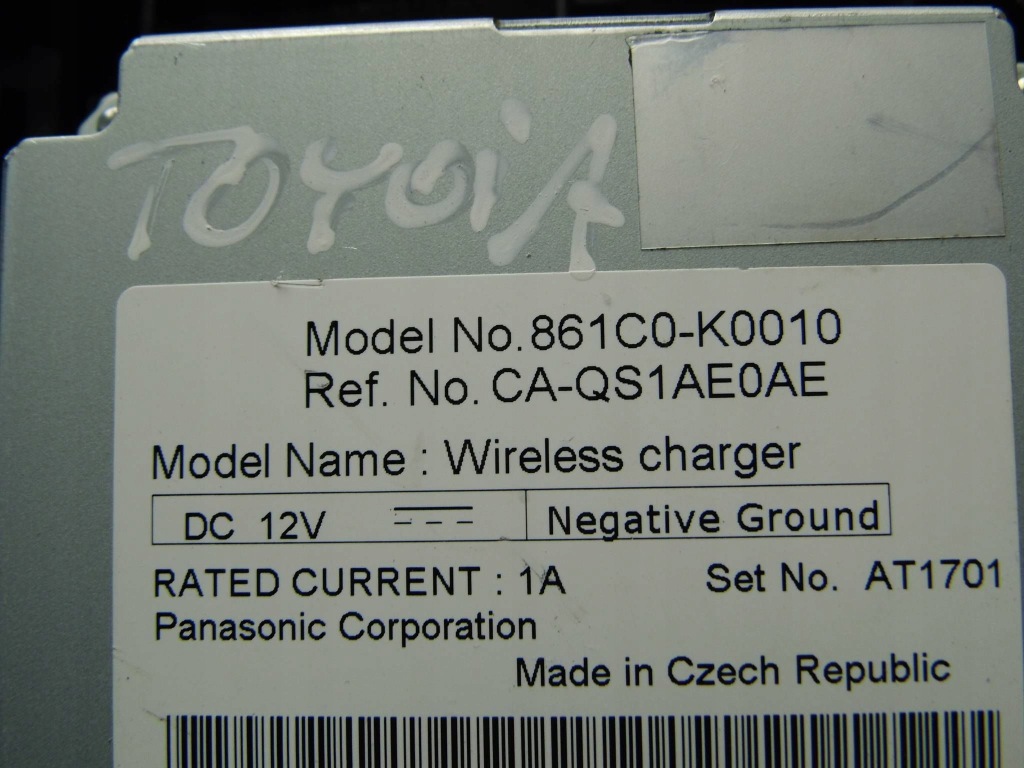 TOYOTA
Model No.861C0-K0010
Ref. No. CA-QS1AE0AE
Model Name : Wireless charger
DC 12V Negative Ground
RATED CURRENT : 1A Set No. AT1701
Panasonic Corporation
Made in Czech Republic